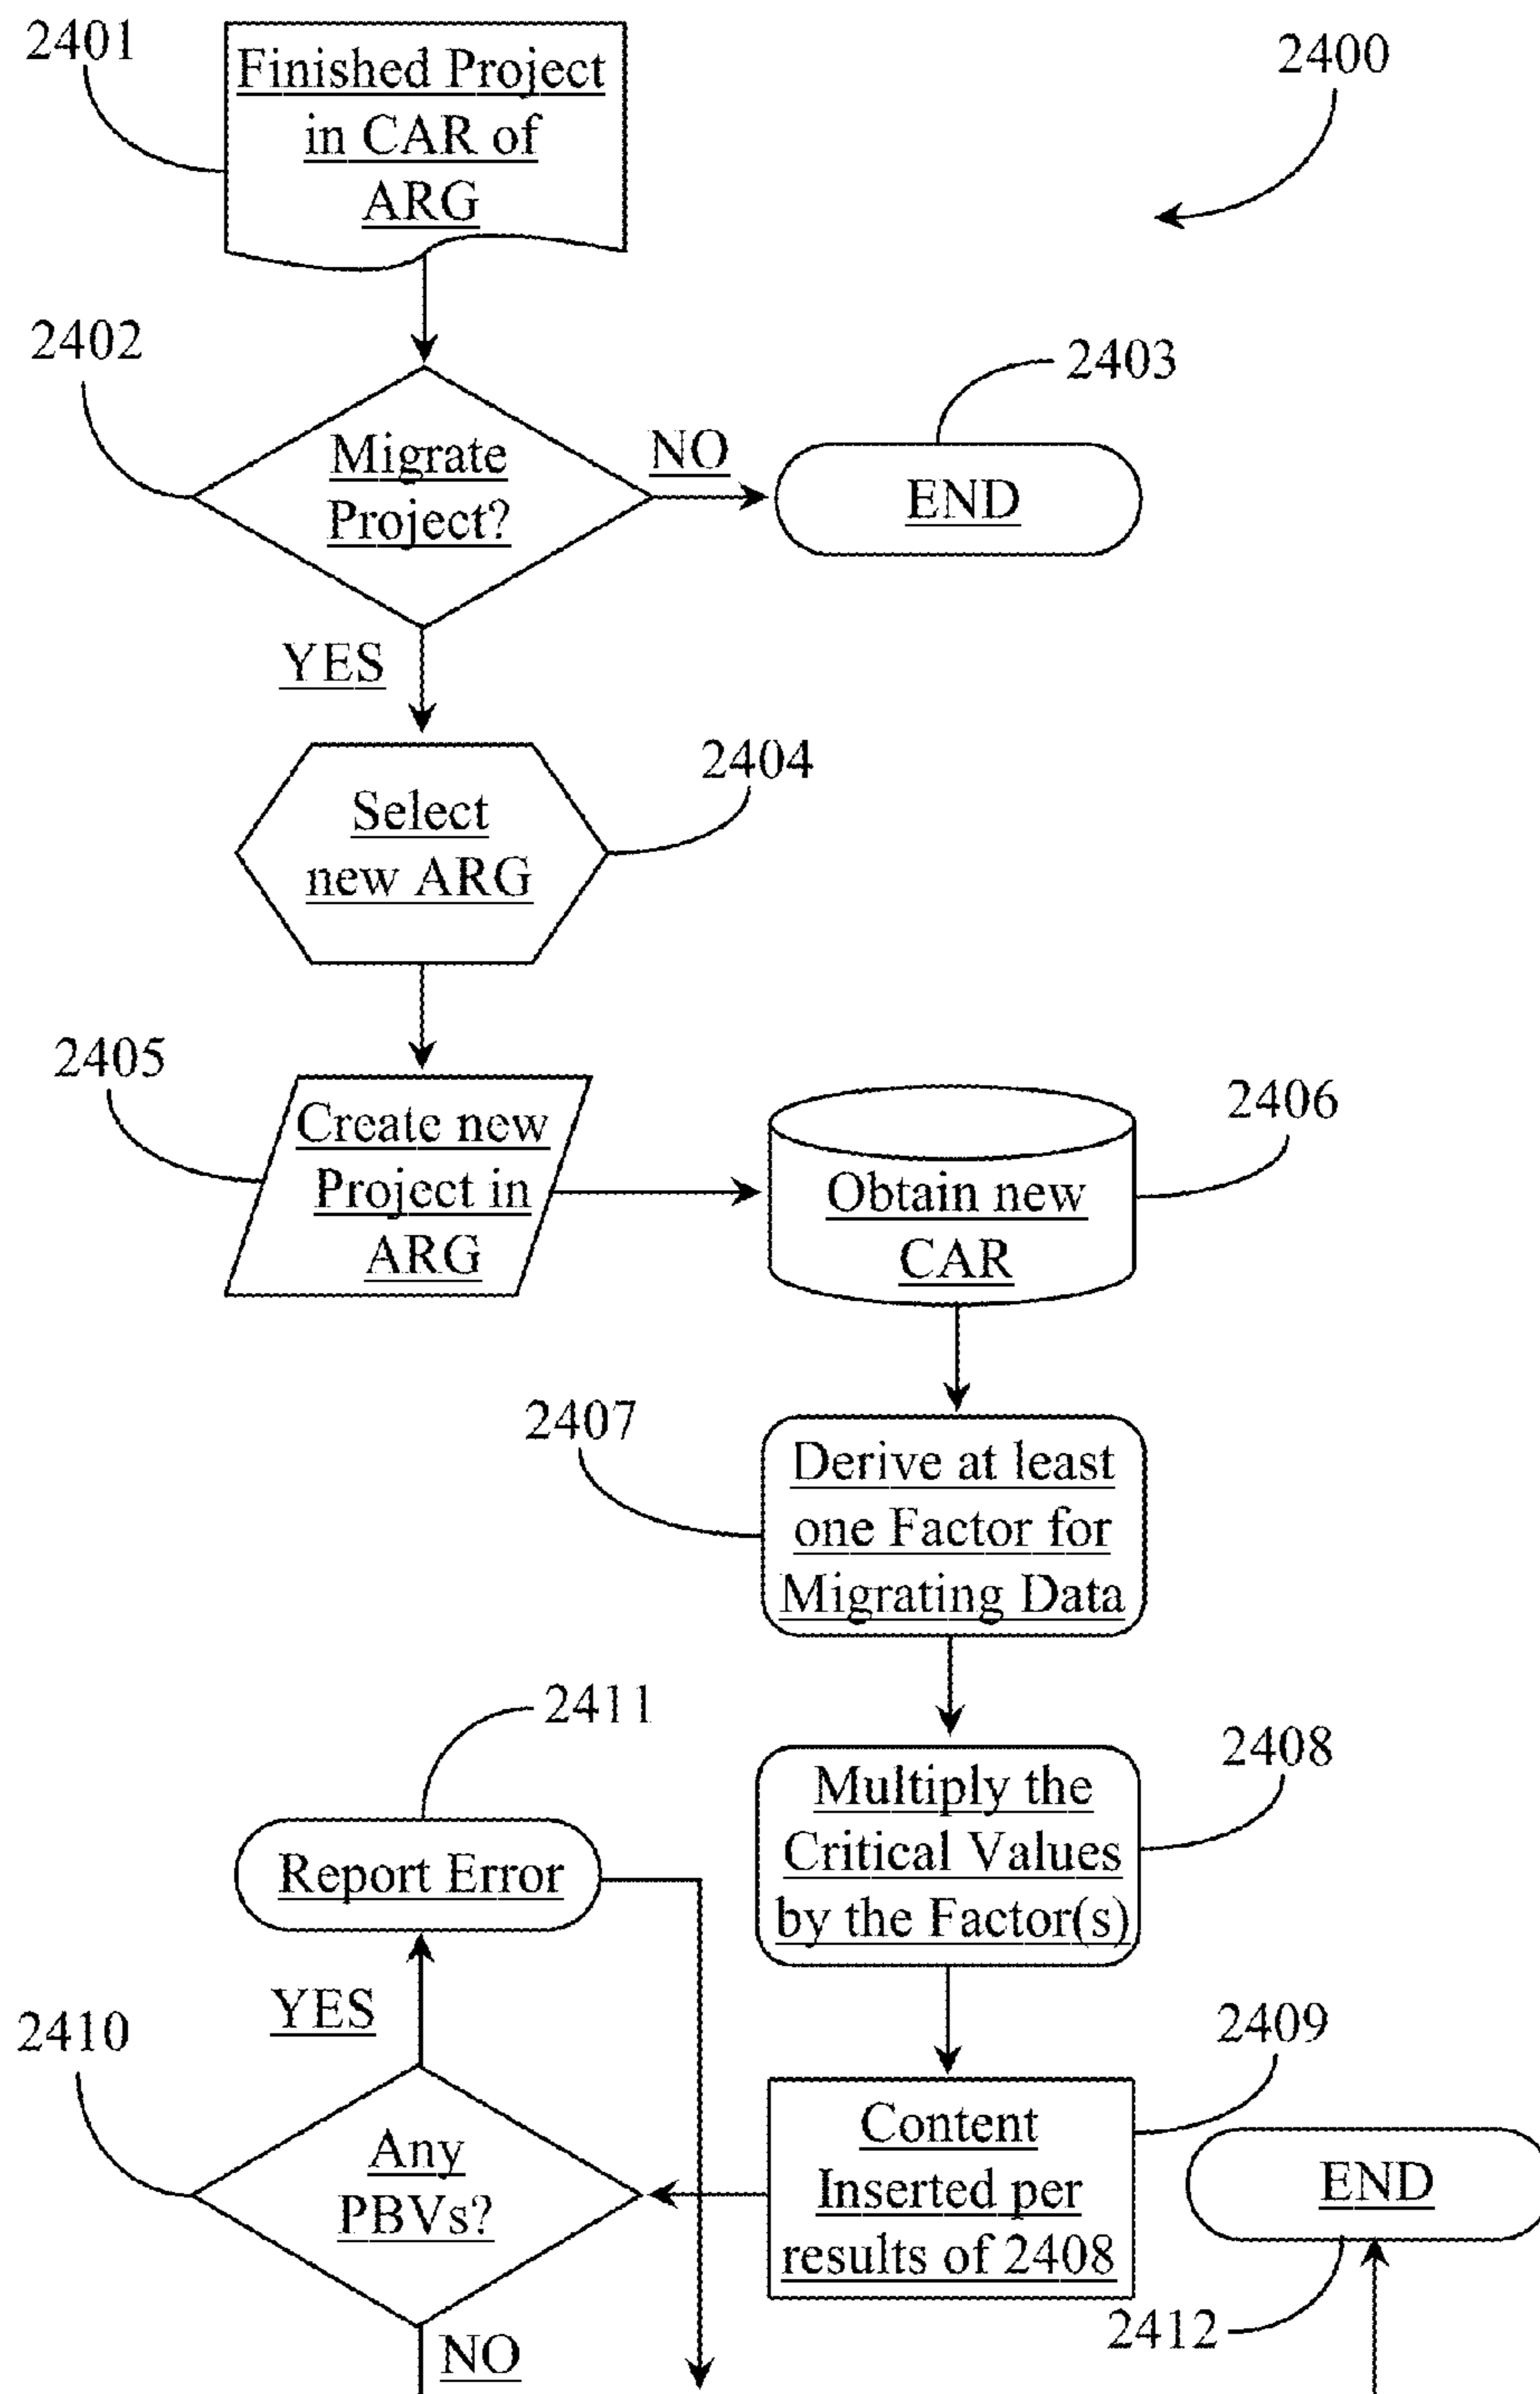 2401
Finished Project
in CAR of
ARG
2400
2402
Migrate
Project?
NO
2403
END
YES
2404
Select
new ARG
2405
Create new
Project in
ARG
2406
Obtain new
CAR
2407
Derive at least
one Factor for
Migrating Data
2411
Report Error
2408
Multiply the
Critical Values
by the Factor(s)
YES
2410
Any
PBVs?
2409
Content
Inserted per
results of 2408
END
2412
NO